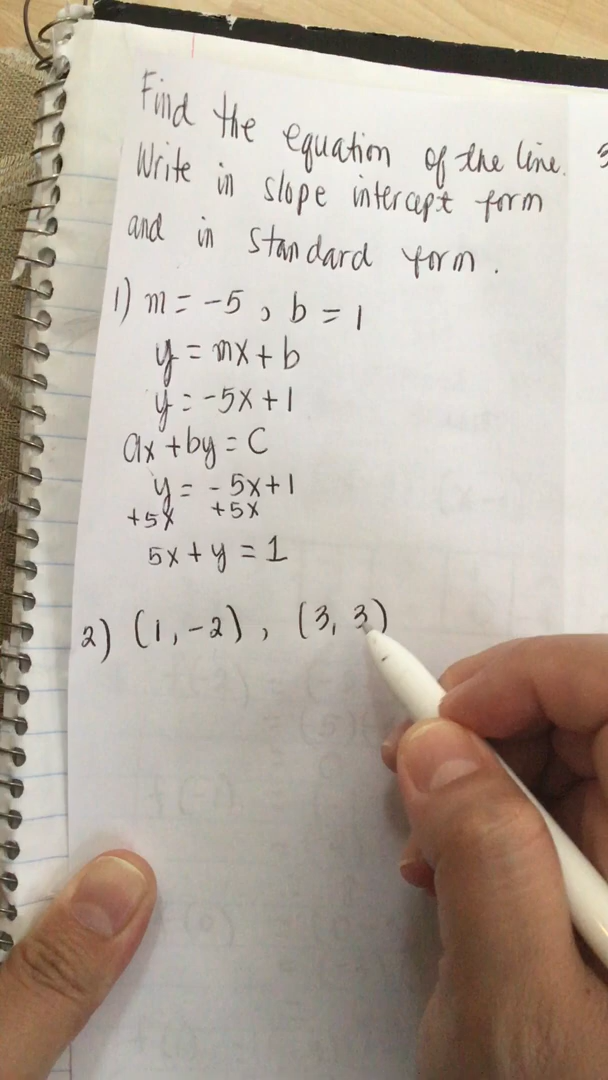 Find the equation of the line.
Write in slope intercept form
and in standard form.
1) m = -5, b = 1
y = mx + b
y = -5x + 1
ax + by = C
y = -5x + 1
+5x +5x
5x + y = 1
2) (1, -2), (3, 3)
3